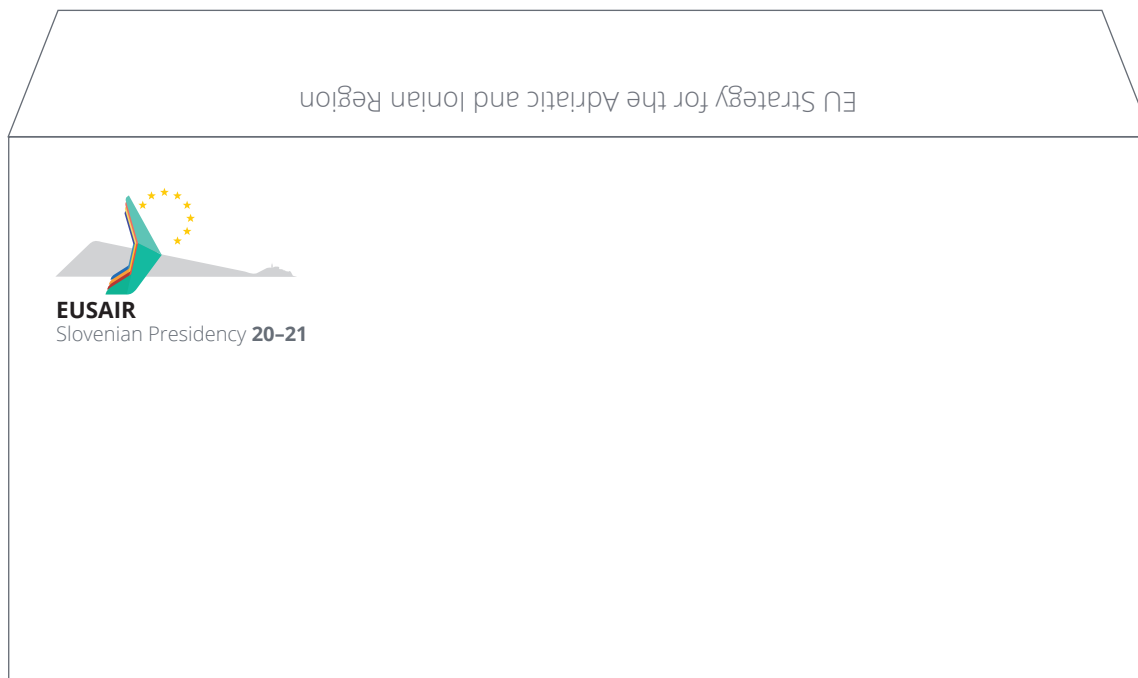 EU Strategy for the Adriatic and Ionian Region
EUSAIR
Slovenian Presidency 20–21